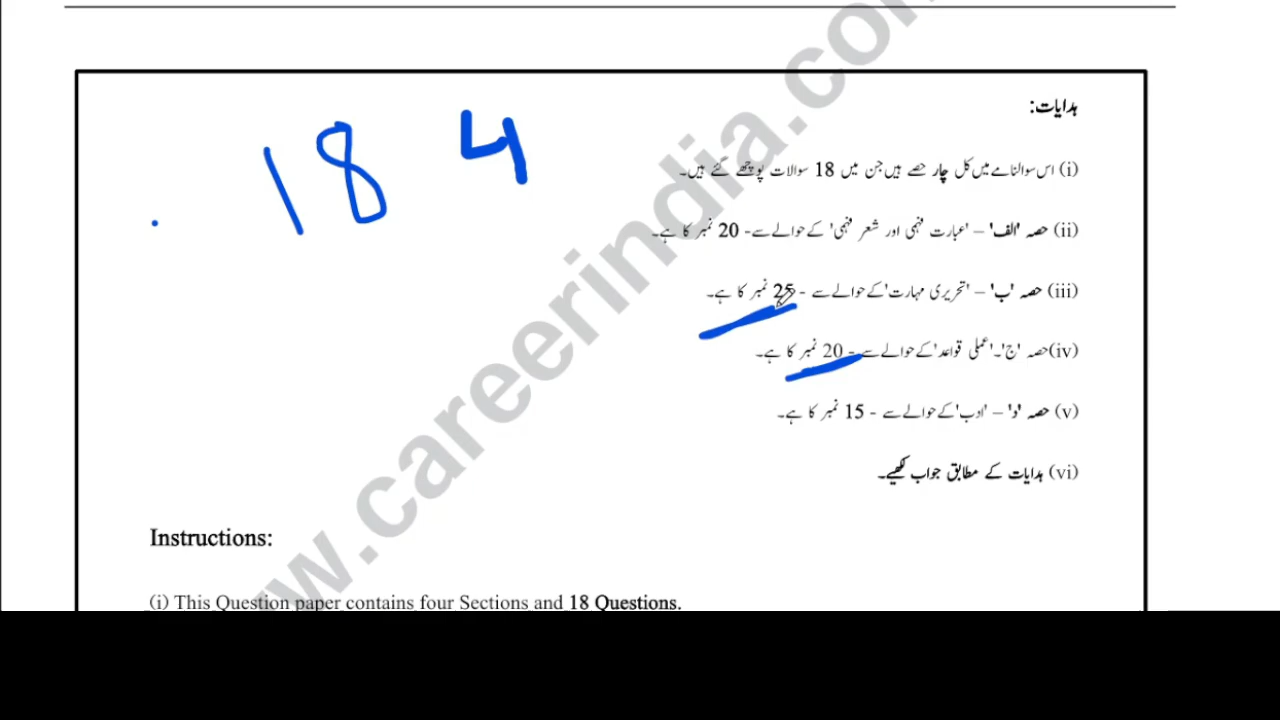 ہدایات:
18 4
(i) اس سوالنامے میں کل چار حصے ہیں جن میں 18 سوالات پوچھے گئے ہیں۔
(ii) حصہ 'الف' – 'عبارت فہمی اور شعر فہمی' کے حوالے سے- 20 نمبر کا ہے۔
(iii) حصہ 'ب' – 'تحریری مہارت' کے حوالے سے - 25 نمبر کا ہے۔
(iv) حصہ 'ج'۔ 'عملی قواعد' کے حوالے سے - 20 نمبر کا ہے۔
(v) حصہ 'د' – 'ادب' کے حوالے سے - 15 نمبر کا ہے۔
(vi) ہدایات کے مطابق جواب لکھیے۔
w.careerindia.com
Instructions:
(i) This Question paper contains four Sections and 18 Questions.